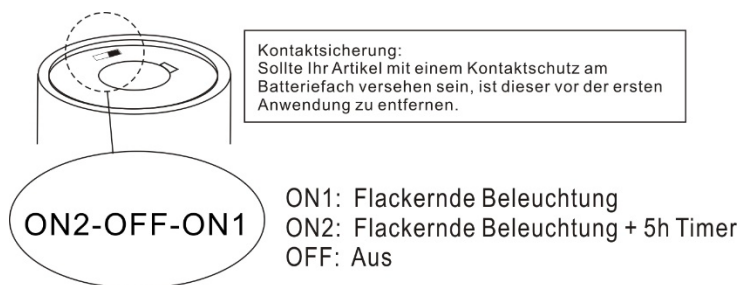 Kontaktsicherung:
Sollte Ihr Artikel mit einem Kontaktschutz am
Batteriefach versehen sein, ist dieser vor der ersten
Anwendung zu entfernen.
ON2-OFF-ON1
ON1: Flackernde Beleuchtung
ON2: Flackernde Beleuchtung + 5h Timer
OFF: Aus